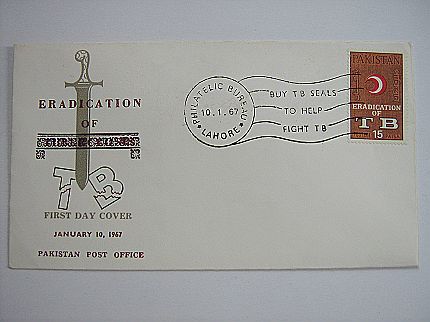 ERADICATION
OF
TB
FIRST DAY COVER
JANUARY 10, 1967
PAKISTAN POST OFFICE
PHILATELIC BUREAU
10.1.67
LAHORE
BUY TB SEALS
TO HELP
FIGHT TB
PAKISTAN
ERADICATION
OF
TB
15